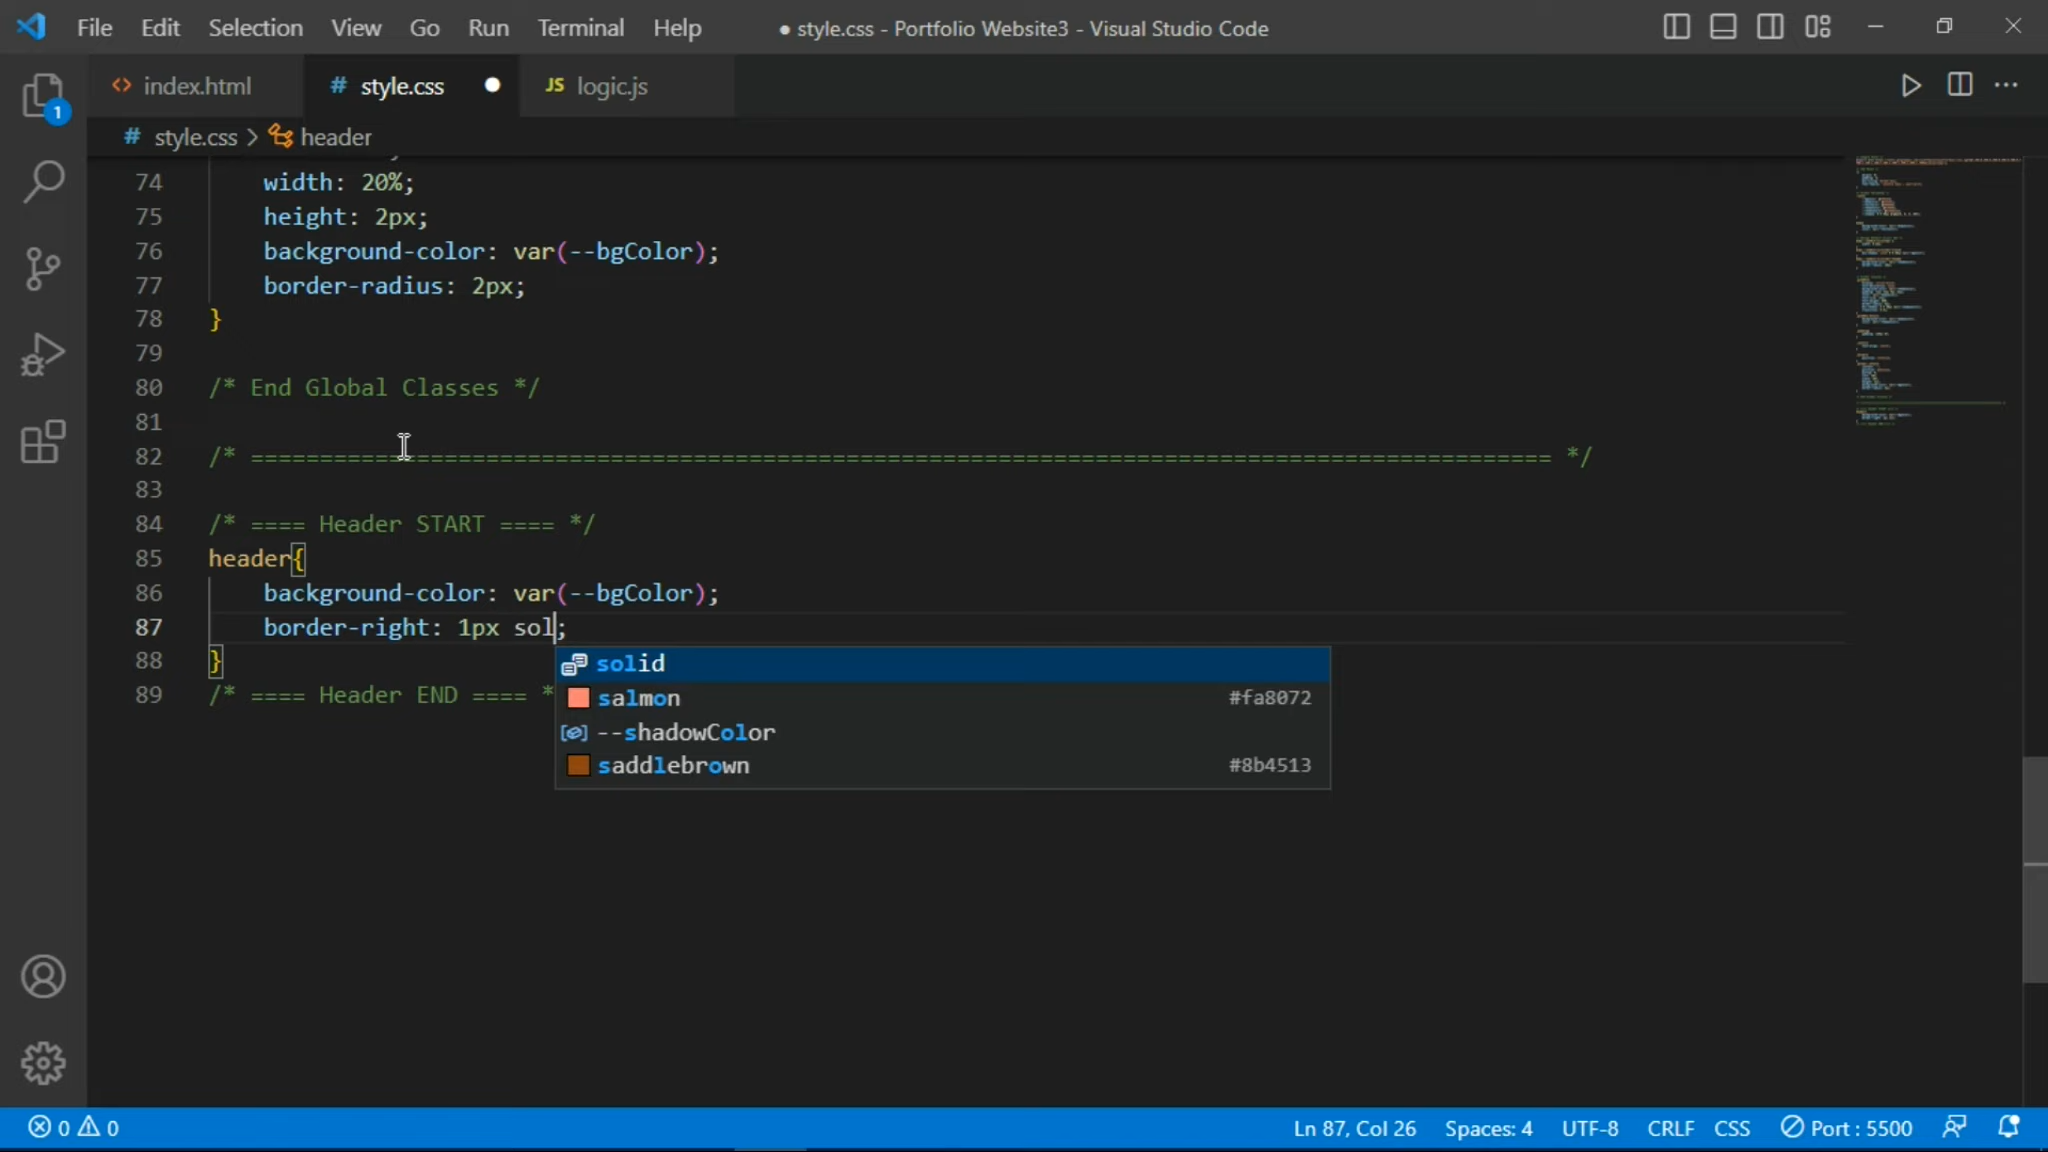 File Edit Selection View Go Run Terminal Help ● style.css - Portfolio Website3 - Visual Studio Code
<> index.html # style.css ● JS logic.js
# style.css > header
74 width: 20%;
75 height: 2px;
76 background-color: var(--bgColor);
77 border-radius: 2px;
78 }
79
80 /* End Global Classes */
81
82 /* =============================================================================================== */
83
84 /* ==== Header START ==== */
85 header{
86 background-color: var(--bgColor);
87 border-right: 1px sol;
88 }
89 /* ==== Header END ==== *
solid
salmon #fa8072
--shadowColor
saddlebrown #8b4513
1
0 0 Ln 87, Col 26 Spaces: 4 UTF-8 CRLF CSS Port : 5500